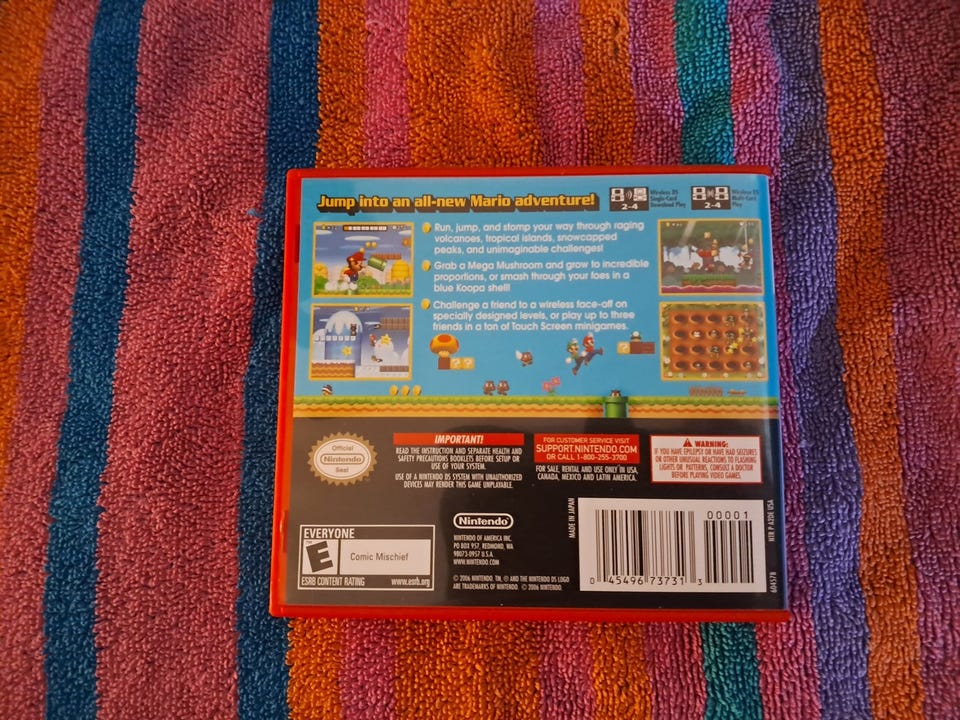 Jump into an all-new Mario adventure!
2-4
Wireless DS
Single-Card
Download Play
2-4
Wireless DS
Multi-Card
Play
Run, jump, and stomp your way through raging
volcanoes, tropical islands, snowcapped
peaks, and unimaginable challenges!
Grab a Mega Mushroom and grow to incredible
proportions, or smash through your foes in a
blue Koopa shell!
Challenge a friend to a wireless face-off on
specially designed levels, or play up to three
friends in a ton of Touch Screen minigames.
Official
Nintendo
Seal
IMPORTANT!
READ THE INSTRUCTION AND SEPARATE HEALTH AND
SAFETY PRECAUTIONS BOOKLETS BEFORE SETUP OR
USE OF YOUR SYSTEM.
USE OF A NINTENDO DS SYSTEM WITH UNAUTHORIZED
DEVICES MAY RENDER THIS GAME UNPLAYABLE.
FOR CUSTOMER SERVICE VISIT
SUPPORT.NINTENDO.COM
OR CALL 1-800-255-3700
FOR SALE, RENTAL AND USE ONLY IN USA,
CANADA, MEXICO AND LATIN AMERICA.
WARNING:
IF YOU HAVE EPILEPSY OR HAVE HAD SEIZURES
OR OTHER UNUSUAL REACTIONS TO FLASHING
LIGHTS OR PATTERNS, CONSULT A DOCTOR
BEFORE PLAYING VIDEO GAMES.
EVERYONE
E
Comic Mischief
ESRB CONTENT RATING www.esrb.org
Nintendo
NINTENDO OF AMERICA INC.
PO BOX 957, REDMOND, WA
98073-0957 U.S.A.
WWW.NINTENDO.COM
© 2006 NINTENDO. TM, ® AND THE NINTENDO DS LOGO
ARE TRADEMARKS OF NINTENDO. © 2006 NINTENDO.
MADE IN JAPAN
00001
0 45496 73731 3
NTR P A2DE USA
60457B